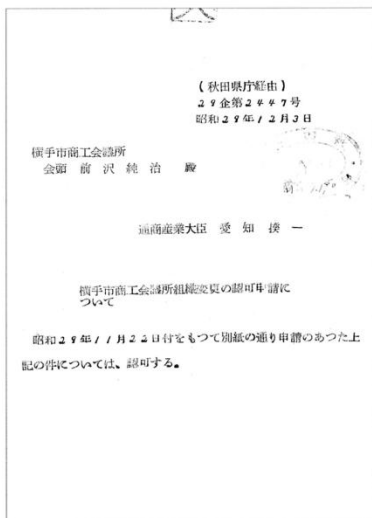 (秋田県庁経由)
29企第2447号
昭和29年12月3日
横手市商工会議所
会頭 前沢純治 殿
通商産業大臣 愛知揆一
横手市商工会議所組織変更の認可申請に
ついて
昭和29年11月22日付をもつて別紙の通り申請のあつた上
記の件については、認可する。